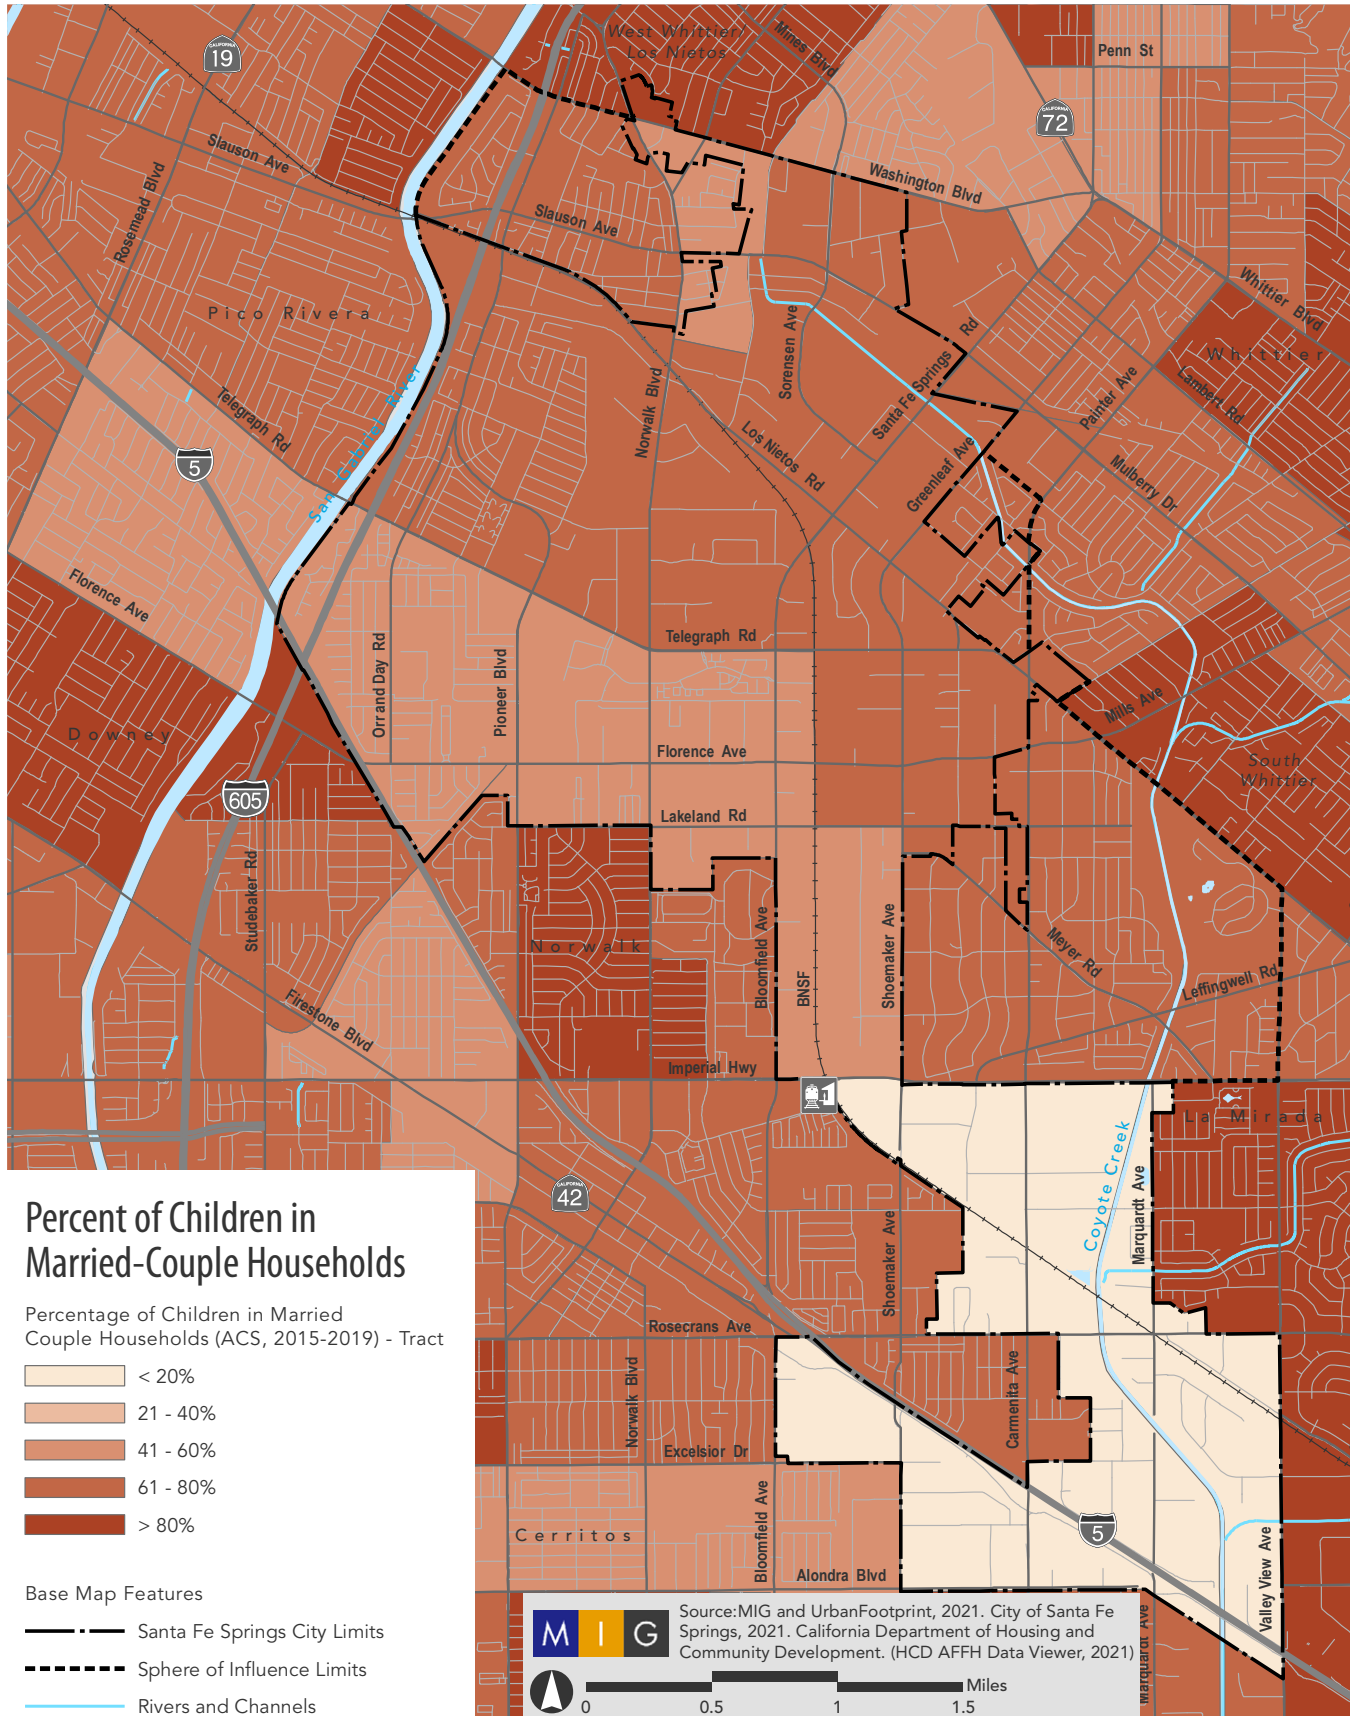 West Whittier/
Los Nietos
Mines Blvd
Penn St
CALIFORNIA
19
CALIFORNIA
72
Slauson Ave
Rosemead Blvd
Washington Blvd
Slauson Ave
Pico Rivera
Whittier Blvd
Whittier
Sorensen Ave
Santa Fe Springs Rd
Lambert Rd
Painter Ave
Telegraph Rd
San Gabriel River
Norwalk Blvd
Los Nietos Rd
Greenleaf Ave
Mulberry Dr
5
Florence Ave
Telegraph Rd
Orr and Day Rd
Pioneer Blvd
Mills Ave
Downey
Florence Ave
South
Whittier
605
Lakeland Rd
Studebaker Rd
Norwalk
Bloomfield Ave
BNSF
Shoemaker Ave
Meyer Rd
Leffingwell Rd
Firestone Blvd
Imperial Hwy
La Mirada
Coyote Creek
Marquardt Ave
CALIFORNIA
42
Shoemaker Ave
Rosecrans Ave
Norwalk Blvd
Carmenita Ave
Excelsior Dr
Cerritos
Bloomfield Ave
5
Alondra Blvd
Valley View Ave
Marquardt Ave
Percent of Children in
Married-Couple Households
Percentage of Children in Married
Couple Households (ACS, 2015-2019) - Tract
< 20%
21 - 40%
41 - 60%
61 - 80%
> 80%
Base Map Features
Santa Fe Springs City Limits
Sphere of Influence Limits
Rivers and Channels
M I G
Source:MIG and UrbanFootprint, 2021. City of Santa Fe
Springs, 2021. California Department of Housing and
Community Development. (HCD AFFH Data Viewer, 2021)
0 0.5 1 1.5 Miles